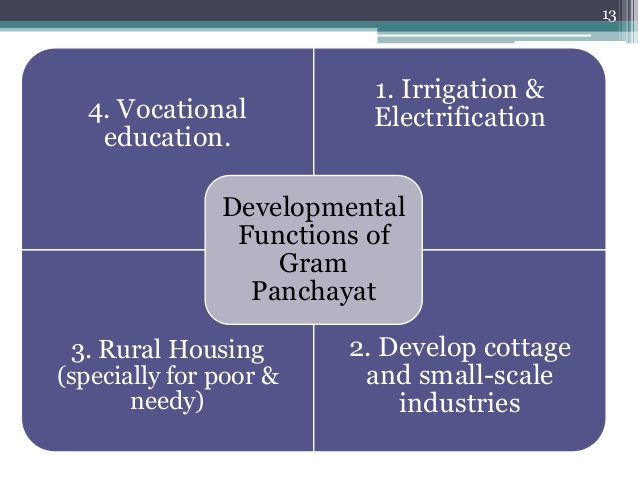 13
4. Vocational
education.
1. Irrigation &
Electrification
Developmental
Functions of
Gram
Panchayat
3. Rural Housing
(specially for poor &
needy)
2. Develop cottage
and small-scale
industries